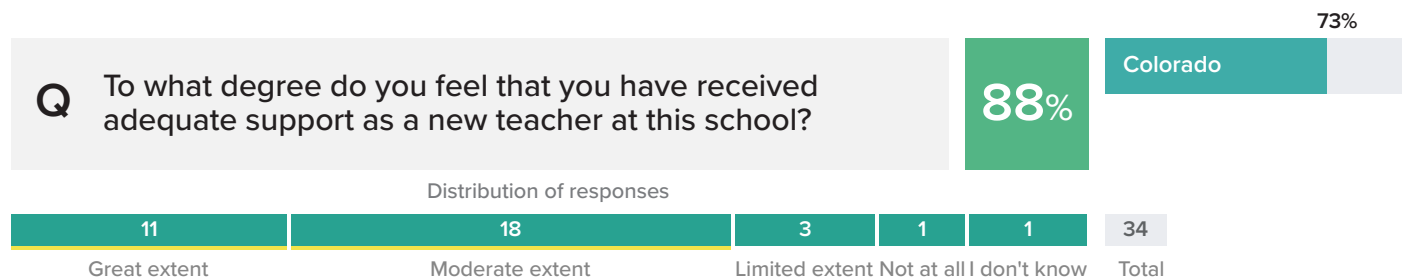 73%
Q To what degree do you feel that you have received
adequate support as a new teacher at this school?
88%
Colorado
Distribution of responses
11 18 3 1 1 34
Great extent Moderate extent Limited extent Not at all I don't know Total